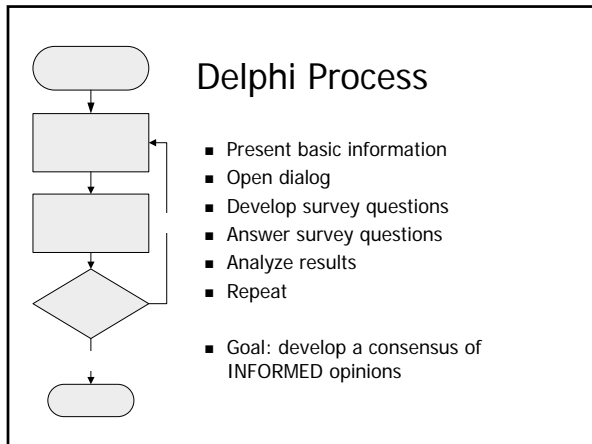 Delphi Process
■ Present basic information
■ Open dialog
■ Develop survey questions
■ Answer survey questions
■ Analyze results
■ Repeat
■ Goal: develop a consensus of
INFORMED opinions